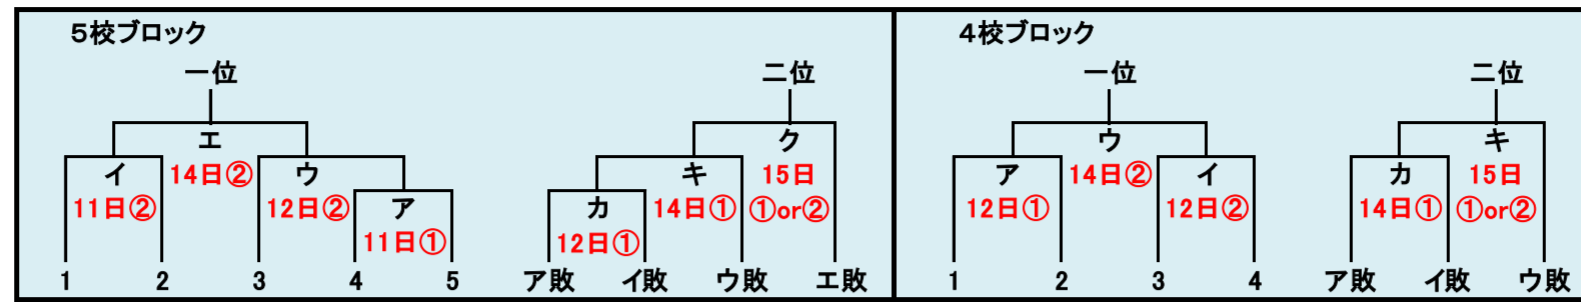 ５校ブロック
一位
二位
エ
ク
イ
14日②
ウ
キ
15日
11日②
12日②
ア
カ
14日①
①or②
11日①
12日①
1
2
3
4
5
ア敗
イ敗
ウ敗
エ敗
４校ブロック
一位
二位
ウ
キ
ア
14日②
イ
カ
15日
12日①
12日②
14日①
①or②
1
2
3
4
ア敗
イ敗
ウ敗